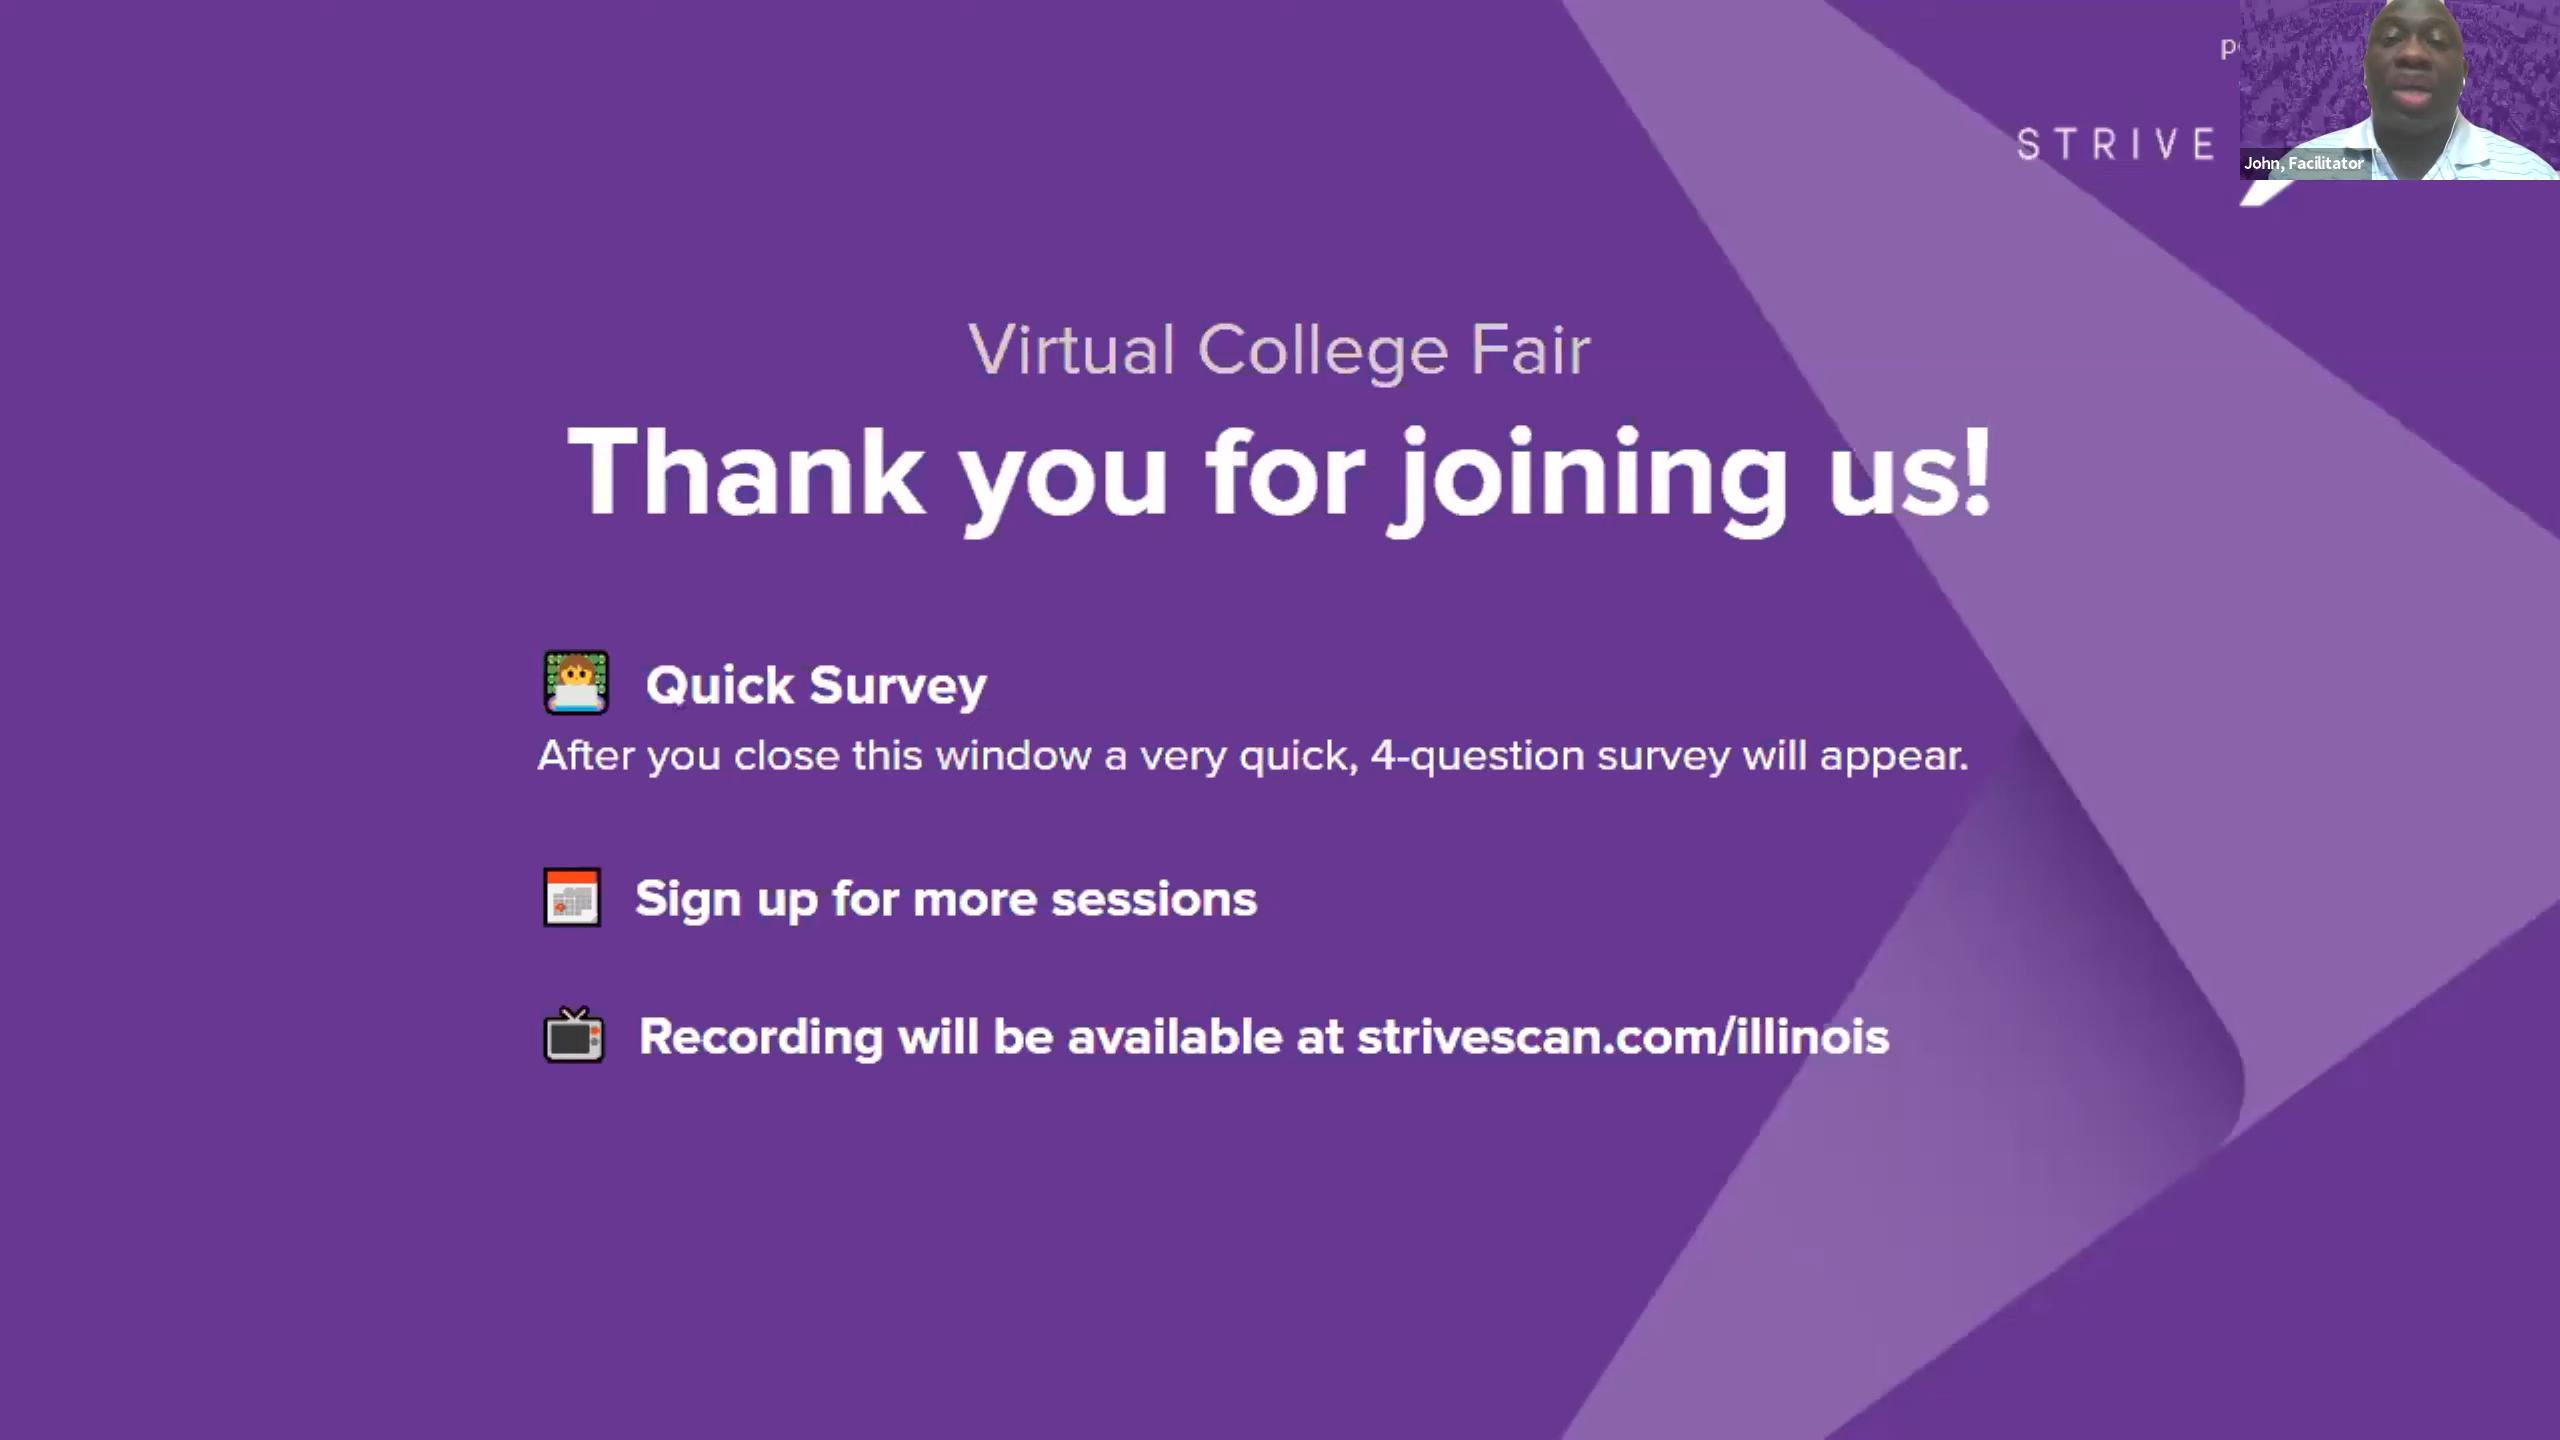 STRIVE
John, Facilitator
Virtual College Fair
Thank you for joining us!
Quick Survey
After you close this window a very quick, 4-question survey will appear.
Sign up for more sessions
Recording will be available at strivescan.com/illinois